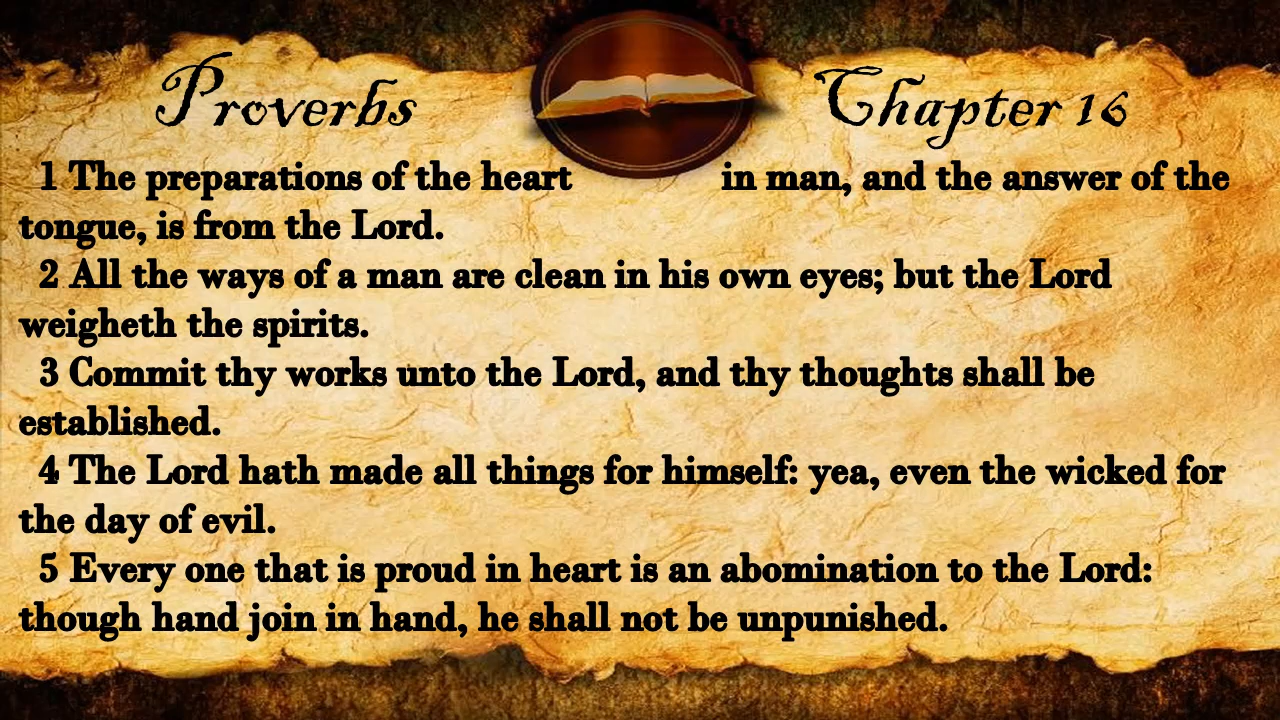 Proverbs Chapter 16
1 The preparations of the heart in man, and the answer of the
tongue, is from the Lord.
2 All the ways of a man are clean in his own eyes; but the Lord
weigheth the spirits.
3 Commit thy works unto the Lord, and thy thoughts shall be
established.
4 The Lord hath made all things for himself: yea, even the wicked for
the day of evil.
5 Every one that is proud in heart is an abomination to the Lord:
though hand join in hand, he shall not be unpunished.